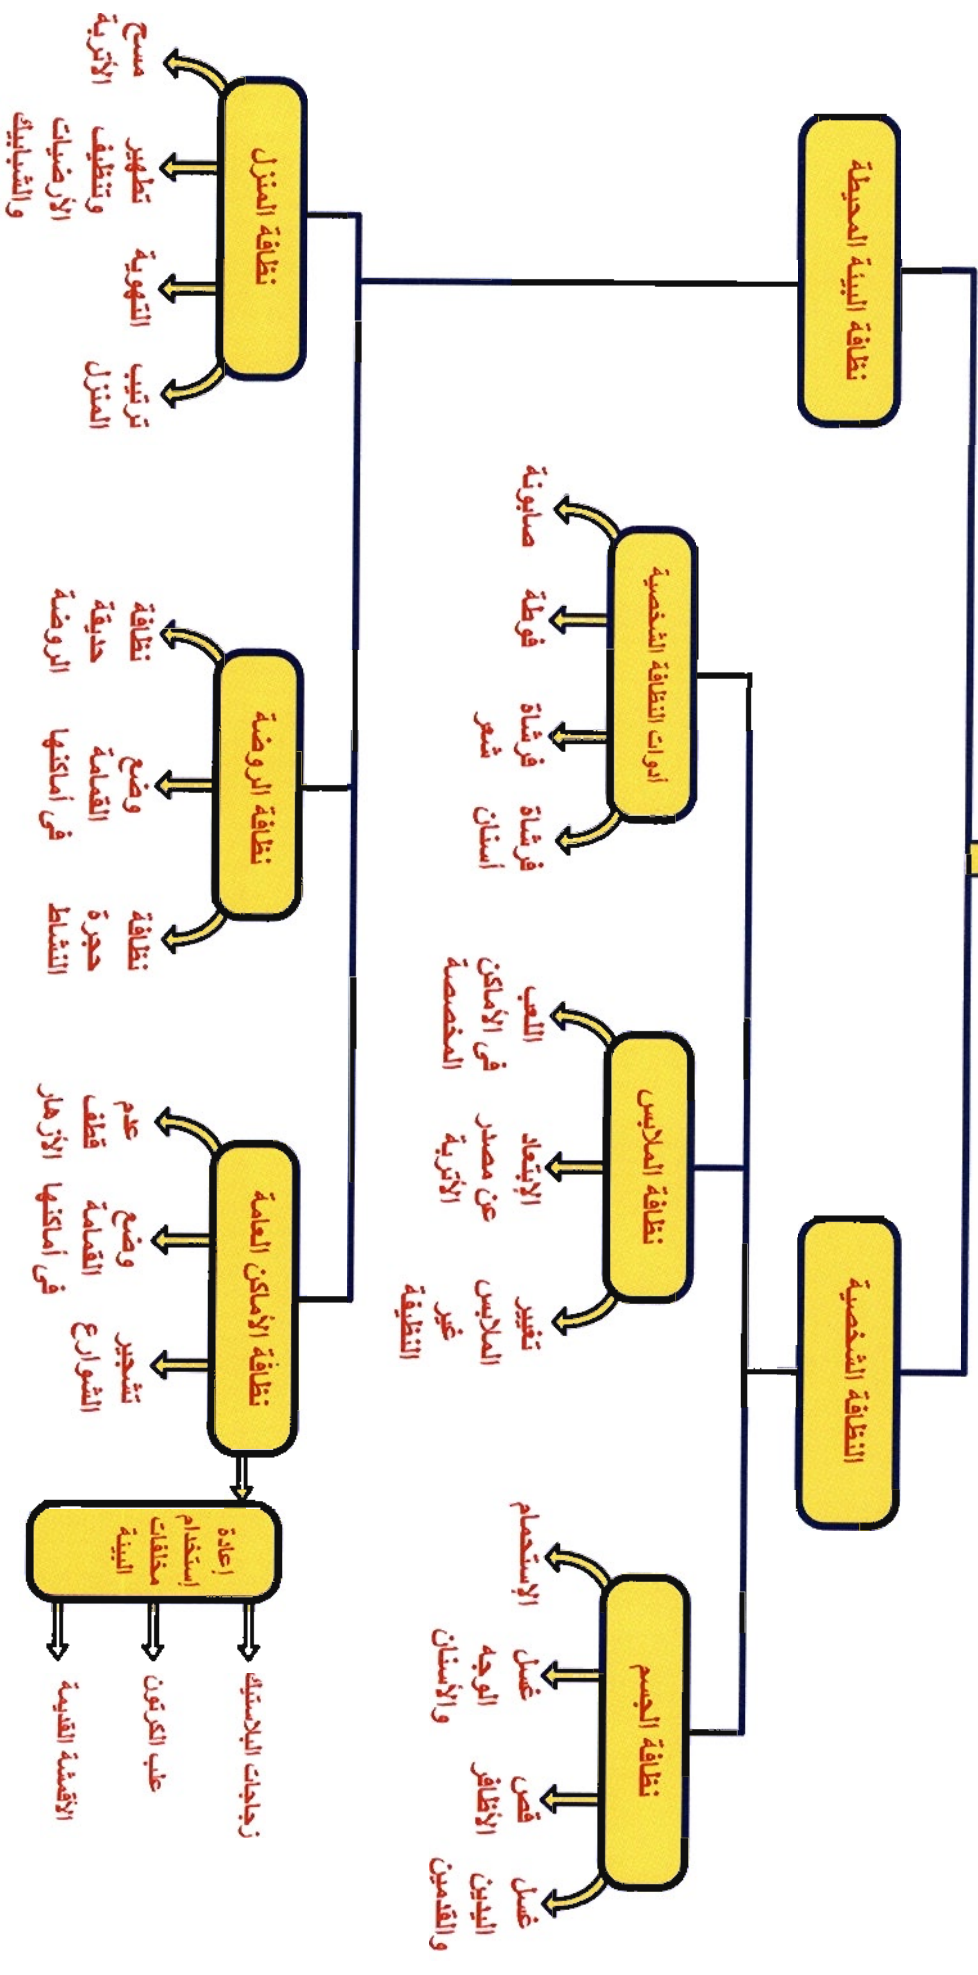 النظافة الشخصية
نظافة البيئة المحيطة
نظافة الجسم
الإستحمام
غسل
الوجه
والأسنان
قص
الأظافر
غسل
اليدين
والقدمين
نظافة الملابس
اللعب
فى الأماكن
المخصصة
الإبتعاد
عن مصدر
الأتربة
تغيير
الملابس
غير
النظيفة
أدوات النظافة الشخصية
صابونة
فوطة
فرشاة
شعر
فرشاة
أسنان
نظافة الأماكن العامة
عدم
قطف
الأزهار
وضع
القمامة
فى أماكنها
تشجير
الشوارع
إعادة
إستخدام
مخلفات
البيئة
زجاجات البلاستيك
علب الكرتون
الأقمشة القديمة
نظافة الروضة
نظافة
حديقة
الروضة
وضع
القمامة
فى أماكنها
نظافة
حجرة
النشاط
نظافة المنزل
مسح
الأتربة
تطهير
وتنظيف
الأرضيات
والشبابيك
التهوية
ترتيب
المنزل